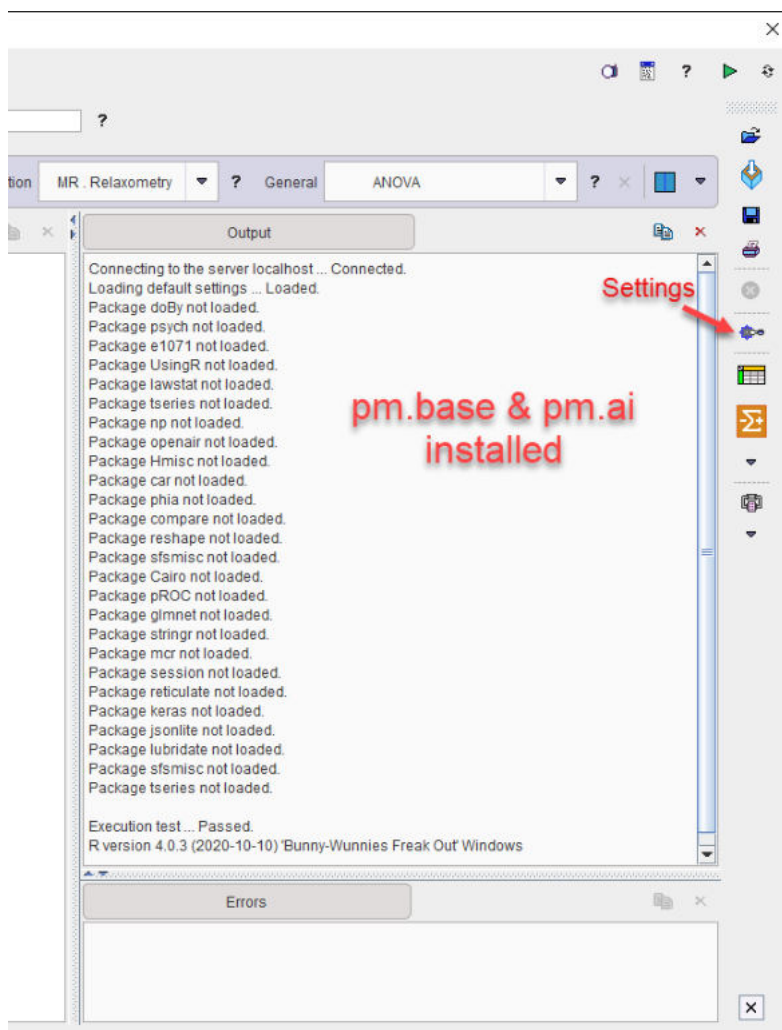 ?
?
tion MR . Relaxometry ? General ANOVA ?
Output
Connecting to the server localhost ... Connected.
Loading default settings ... Loaded.
Package doBy not loaded.
Package psych not loaded.
Package e1071 not loaded.
Package UsingR not loaded.
Package lawstat not loaded.
Package tseries not loaded.
Package np not loaded.
Package openair not loaded.
Package Hmisc not loaded.
Package car not loaded.
Package phia not loaded.
Package compare not loaded.
Package reshape not loaded.
Package sfsmisc not loaded.
Package Cairo not loaded.
Package pROC not loaded.
Package glmnet not loaded.
Package stringr not loaded.
Package mcr not loaded.
Package session not loaded.
Package reticulate not loaded.
Package keras not loaded.
Package jsonlite not loaded.
Package lubridate not loaded.
Package sfsmisc not loaded.
Package tseries not loaded.
Execution test ... Passed.
R version 4.0.3 (2020-10-10) 'Bunny-Wunnies Freak Out' Windows
Settings
pm.base & pm.ai
installed
Errors